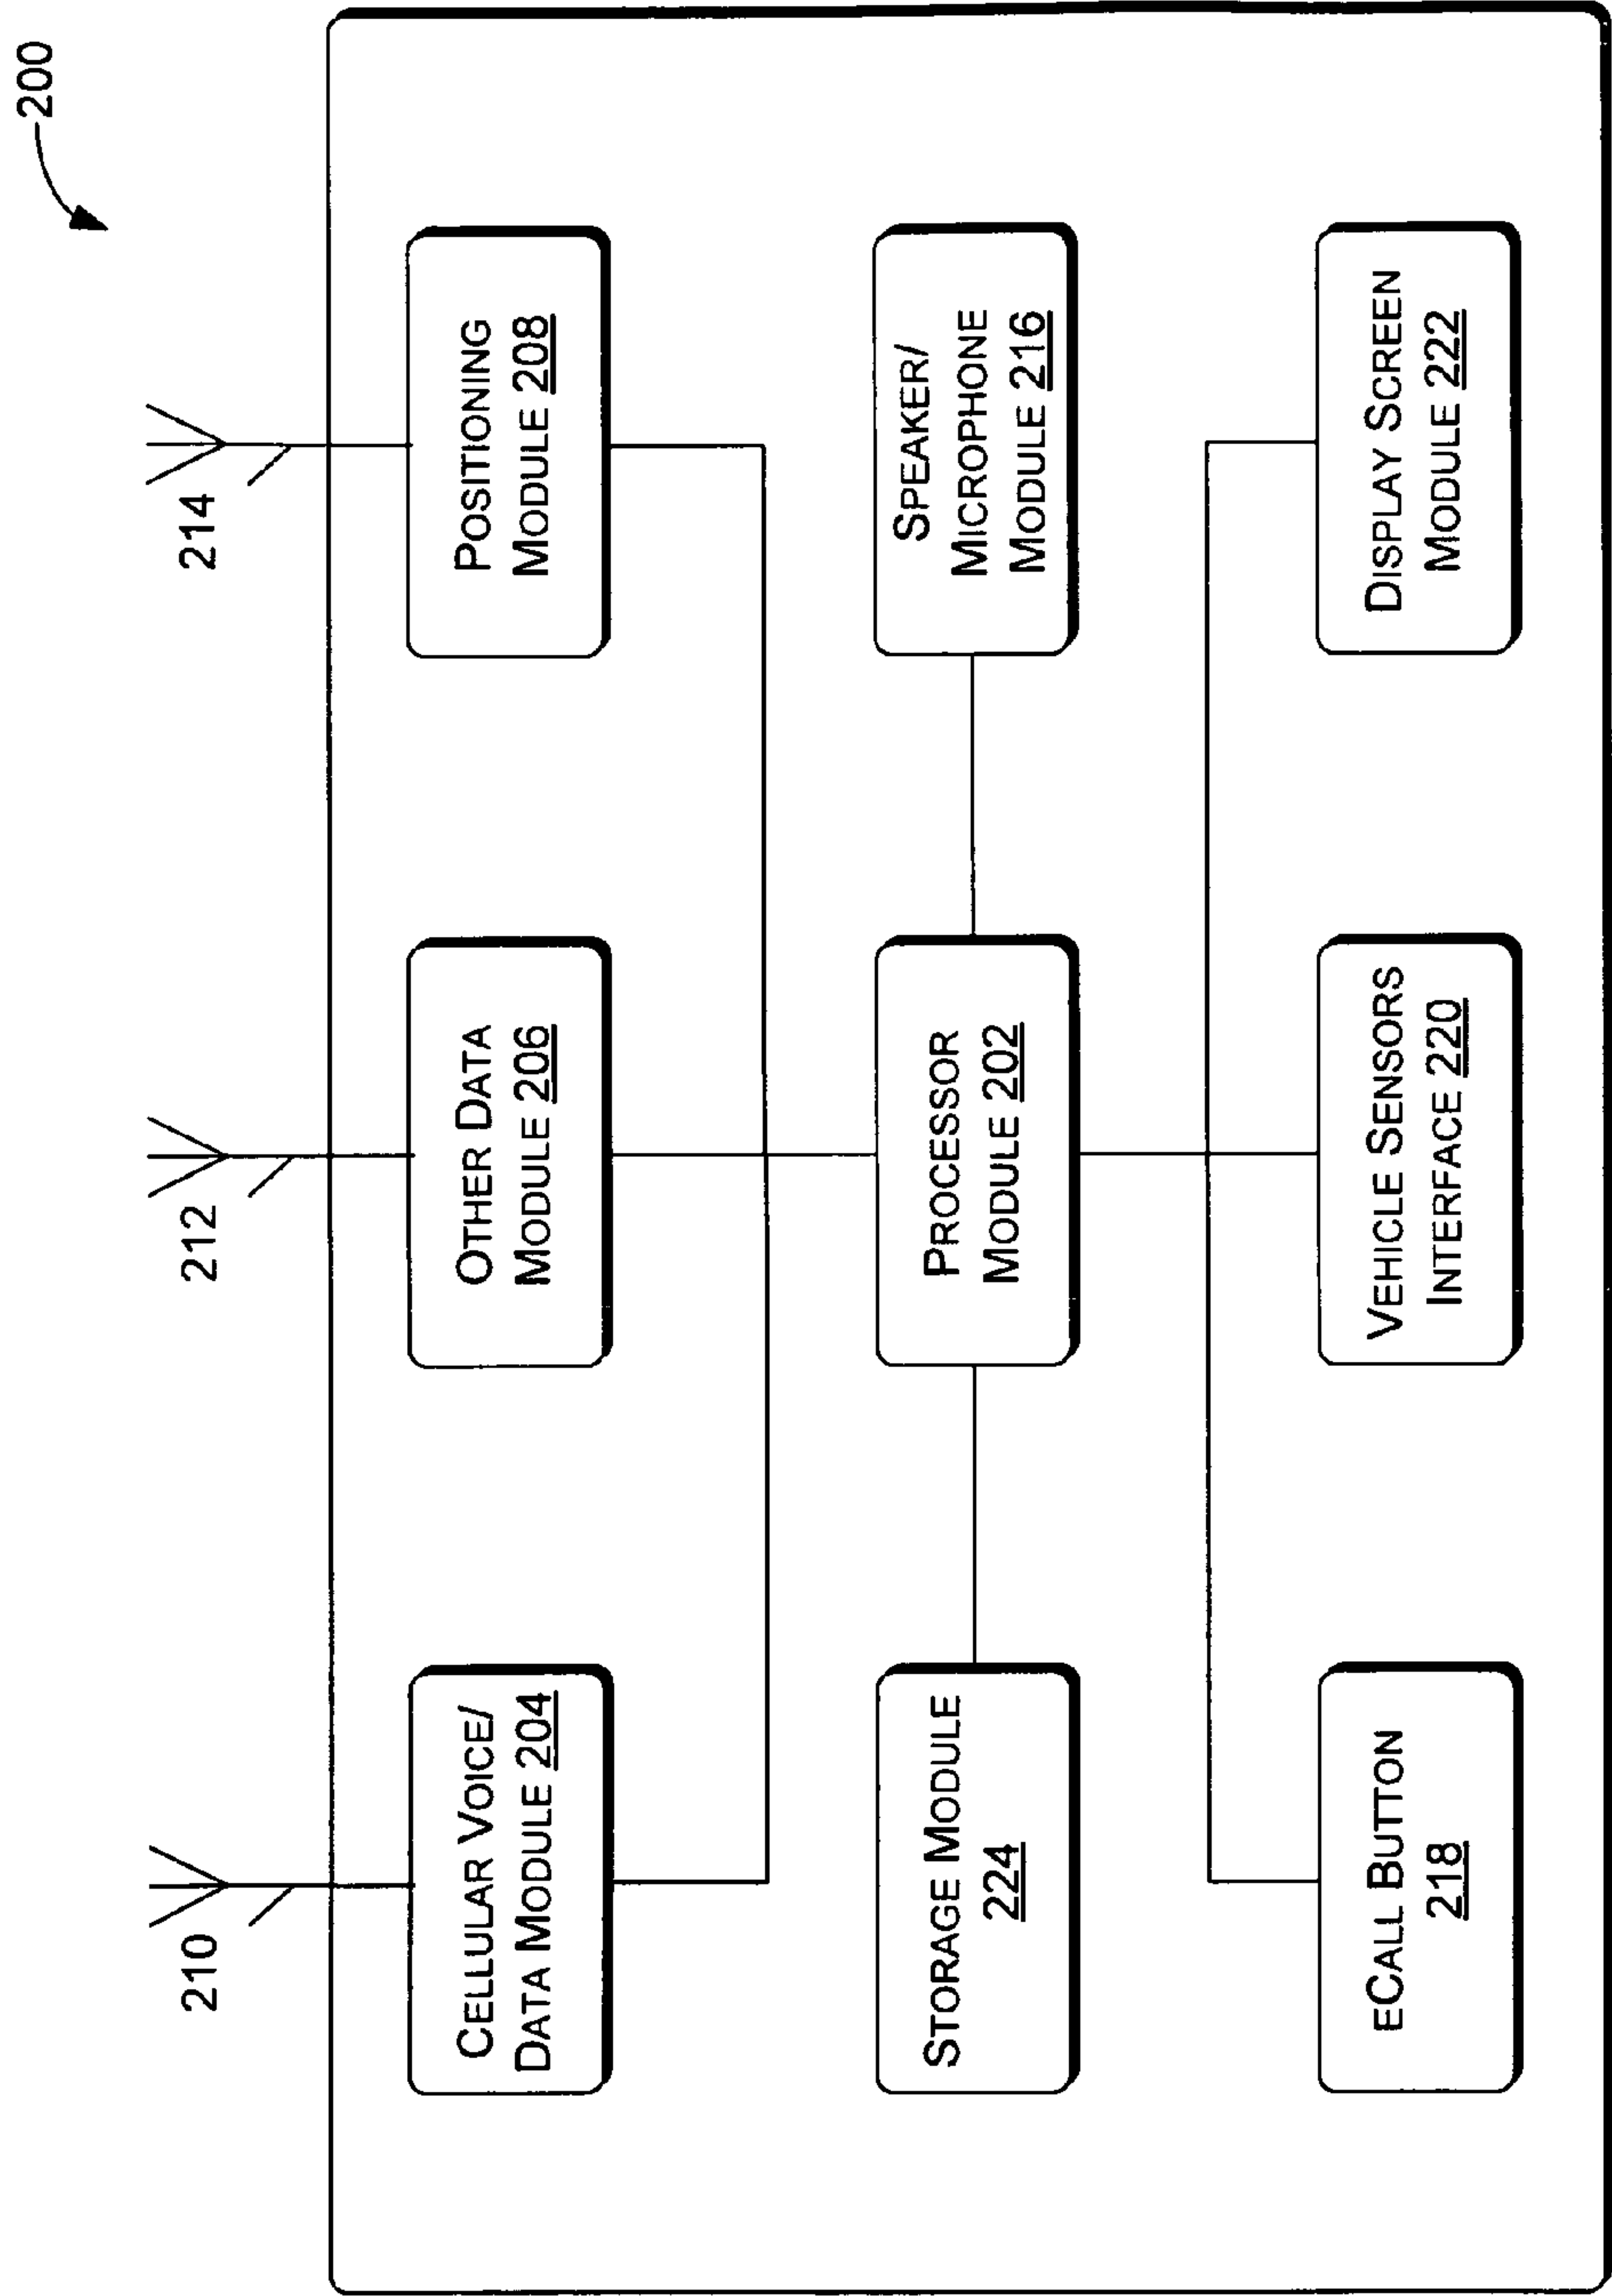 200
210
212
214
CELLULAR VOICE/
DATA MODULE 204
OTHER DATA
MODULE 206
POSITIONING
MODULE 208
STORAGE MODULE
224
PROCESSOR
MODULE 202
SPEAKER/
MICROPHONE
MODULE 216
ECALL BUTTON
218
VEHICLE SENSORS
INTERFACE 220
DISPLAY SCREEN
MODULE 222